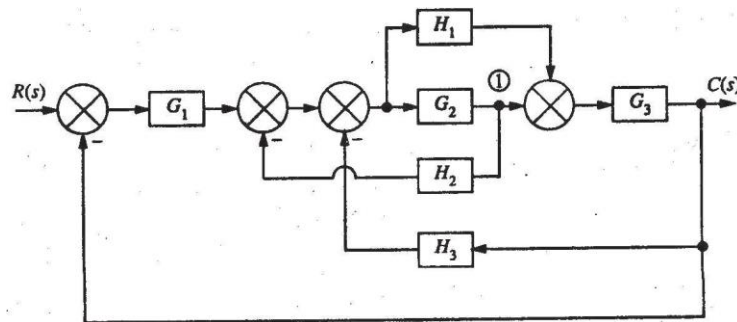 H₁
①
R(s)
C(s)
G₁
G₂
G₃
-
-
-
H₂
H₃